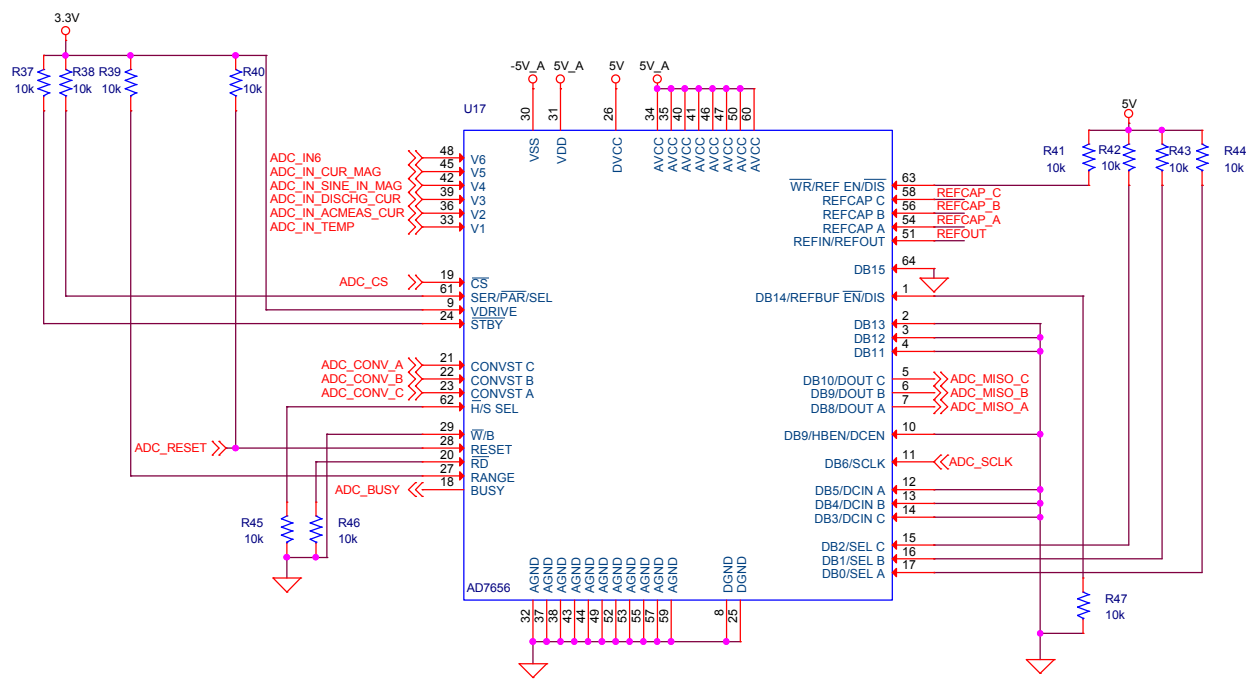 3.3V
R37 10k
R38 10k
R39 10k
R40 10k
-5V_A
5V_A
5V
5V_A
5V
R41 10k
R42 10k
R43 10k
R44 10k
U17
30 VSS
31 VDD
26 DVCC
34 AVCC
35 AVCC
40 AVCC
41 AVCC
46 AVCC
47 AVCC
50 AVCC
60 AVCC
ADC_IN6 48 V6
ADC_IN_CUR_MAG 45 V5
ADC_IN_SINE_IN_MAG 42 V4
ADC_IN_DISCHG_CUR 39 V3
ADC_IN_ACMEAS_CUR 36 V2
ADC_IN_TEMP 33 V1
ADC_CS 19 CS
61 SER/PAR/SEL
9 VDRIVE
24 STBY
ADC_CONV_A 21 CONVST C
ADC_CONV_B 22 CONVST B
ADC_CONV_C 23 CONVST A
62 H/S SEL
29 W/B
ADC_RESET 28 RESET
20 RD
27 RANGE
ADC_BUSY 18 BUSY
R45 10k
R46 10k
WR/REF EN/DIS 63
REFCAP C 58 REFCAP_C
REFCAP B 56 REFCAP_B
REFCAP A 54 REFCAP_A
REFIN/REFOUT 51 REFOUT
DB15 64
DB14/REFBUF EN/DIS 1
DB13 2
DB12 3
DB11 4
DB10/DOUT C 5 ADC_MISO_C
DB9/DOUT B 6 ADC_MISO_B
DB8/DOUT A 7 ADC_MISO_A
DB9/HBEN/DCEN 10
DB6/SCLK 11 ADC_SCLK
DB5/DCIN A 12
DB4/DCIN B 13
DB3/DCIN C 14
DB2/SEL C 15
DB1/SEL B 16
DB0/SEL A 17
R47 10k
AD7656
AGND 32
AGND 37
AGND 38
AGND 43
AGND 44
AGND 49
AGND 52
AGND 53
AGND 55
AGND 57
AGND 59
DGND 8
DGND 25